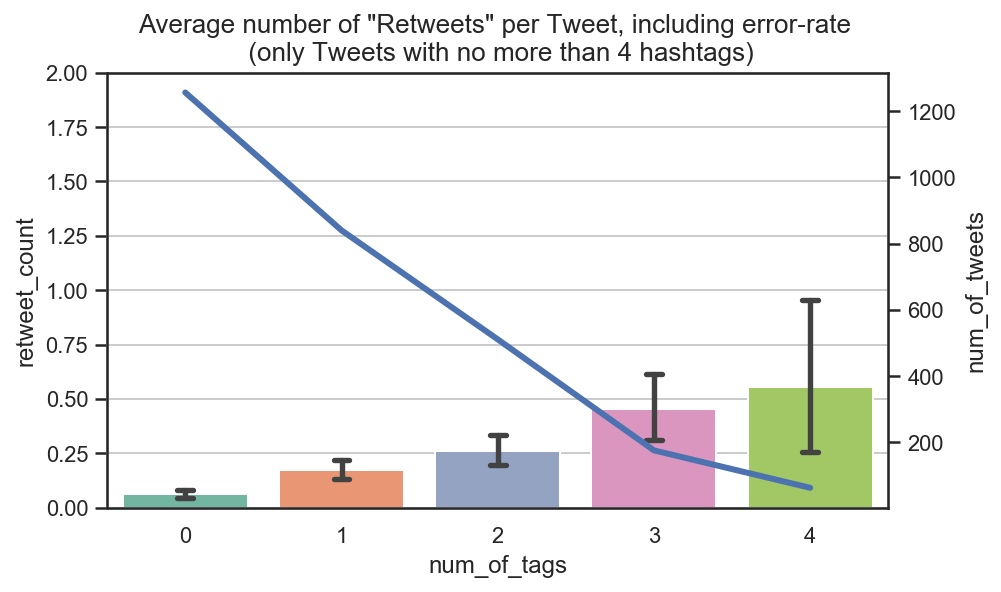 Average number of "Retweets" per Tweet, including error-rate
(only Tweets with no more than 4 hashtags)
2.00
1.75
1.50
1.25
1.00
0.75
0.50
0.25
0.00
retweet_count
1200
1000
800
600
400
200
num_of_tweets
0 1 2 3 4
num_of_tags